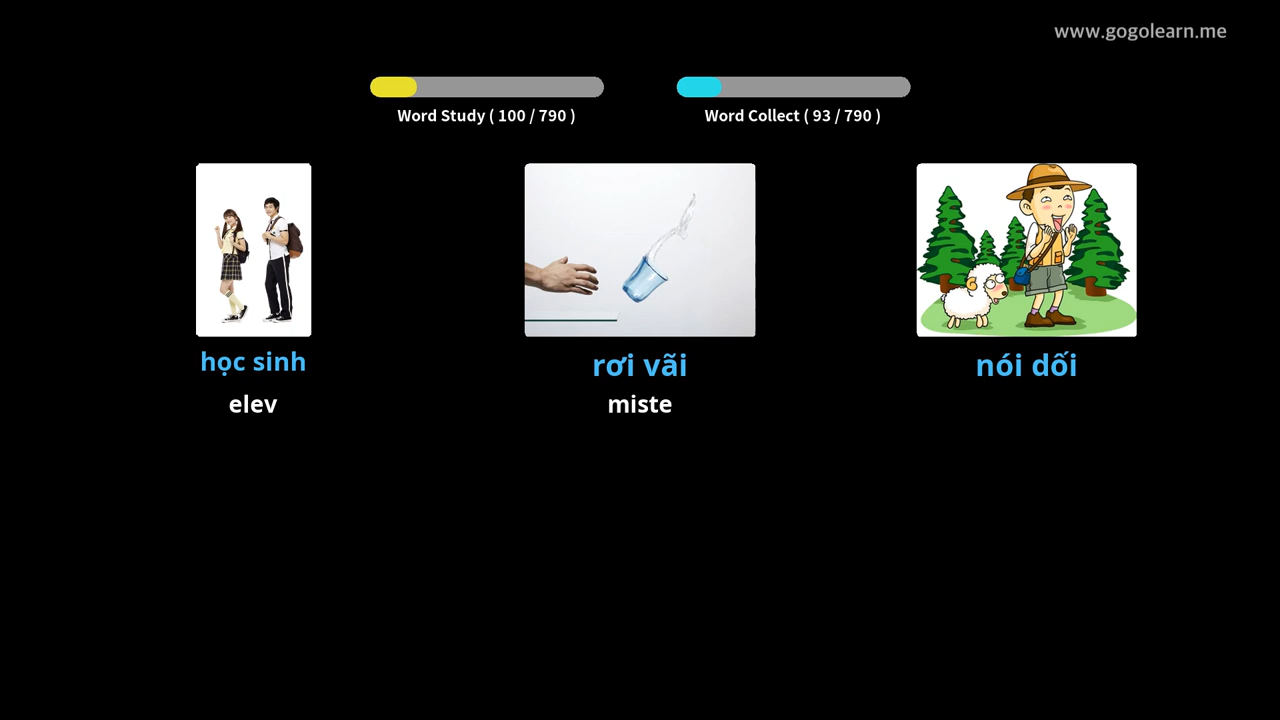 www.gogolearn.me
Word Study ( 100 / 790 )
Word Collect ( 93 / 790 )
học sinh
elev
rơi vãi
miste
nói dối